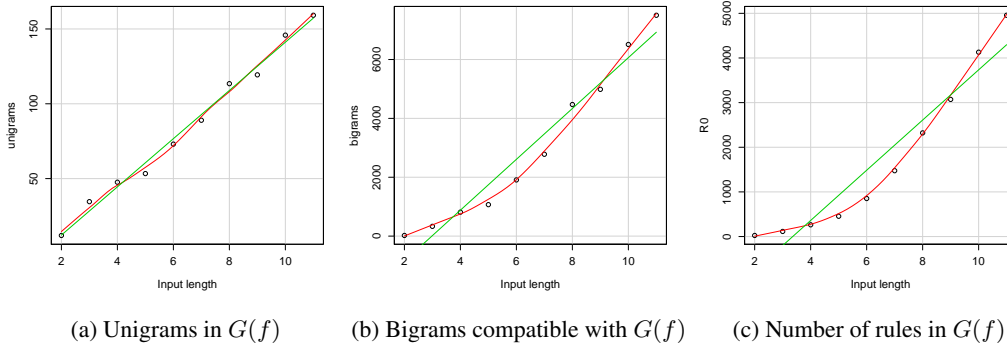 unigrams
150
100
50
2 4 6 8 10
Input length
(a) Unigrams in G(f)
bigrams
6000
4000
2000
0
2 4 6 8 10
Input length
(b) Bigrams compatible with G(f)
R0
5000
4000
3000
2000
1000
0
2 4 6 8 10
Input length
(c) Number of rules in G(f)